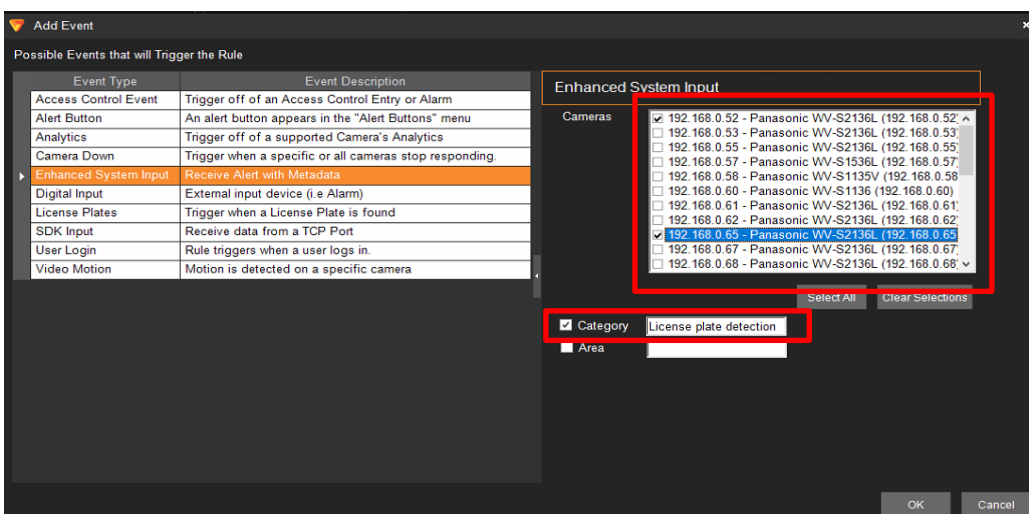 Add Event
Possible Events that will Trigger the Rule
Event Type Event Description
Access Control Event Trigger off of an Access Control Entry or Alarm
Alert Button An alert button appears in the "Alert Buttons" menu
Analytics Trigger off of a supported Camera's Analytics
Camera Down Trigger when a specific or all cameras stop responding.
Enhanced System Input Receive Alert with Metadata
Digital Input External input device (i.e Alarm)
License Plates Trigger when a License Plate is found
SDK Input Receive data from a TCP Port
User Login Rule triggers when a user logs in.
Video Motion Motion is detected on a specific camera
Enhanced System Input
Cameras
192.168.0.52 - Panasonic WV-S2136L (192.168.0.52)
192.168.0.53 - Panasonic WV-S2136L (192.168.0.53
192.168.0.55 - Panasonic WV-S2136L (192.168.0.55
192.168.0.57 - Panasonic WV-S1536L (192.168.0.57
192.168.0.58 - Panasonic WV-S1135V (192.168.0.58
192.168.0.60 - Panasonic WV-S1136 (192.168.0.60)
192.168.0.61 - Panasonic WV-S2136L (192.168.0.61
192.168.0.62 - Panasonic WV-S2136L (192.168.0.62
192.168.0.65 - Panasonic WV-S2136L (192.168.0.65
192.168.0.67 - Panasonic WV-S2136L (192.168.0.67
192.168.0.68 - Panasonic WV-S2136L (192.168.0.68
Select All Clear Selections
Category License plate detection
Area
OK Cancel